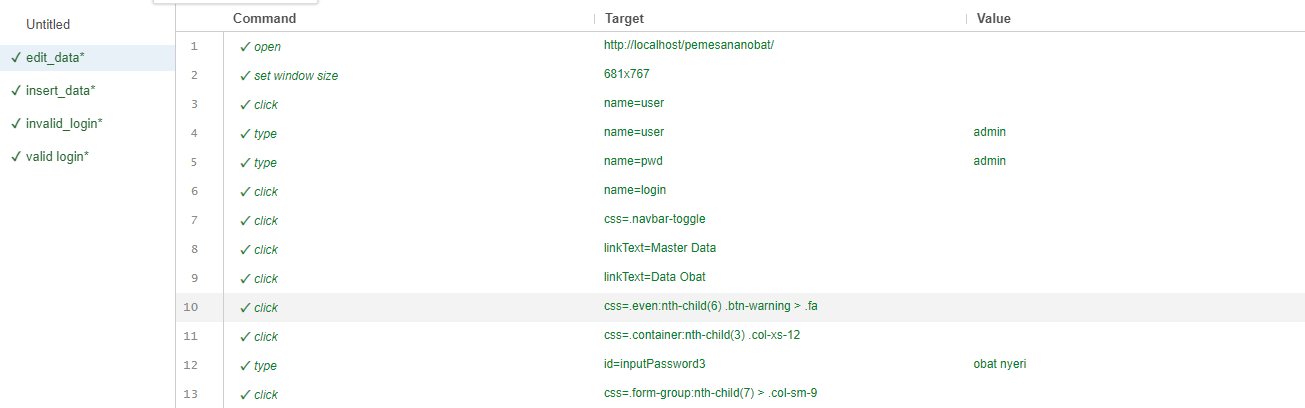 Command Target Value
Untitled
✓ edit_data*
✓ insert_data*
✓ invalid_login*
✓ valid login*
1 ✓ open http://localhost/pemesananobat/
2 ✓ set window size 681x767
3 ✓ click name=user
4 ✓ type name=user admin
5 ✓ type name=pwd admin
6 ✓ click name=login
7 ✓ click css=.navbar-toggle
8 ✓ click linkText=Master Data
9 ✓ click linkText=Data Obat
10 ✓ click css=.even:nth-child(6) .btn-warning > .fa
11 ✓ click css=.container:nth-child(3) .col-xs-12
12 ✓ type id=inputPassword3 obat nyeri
13 ✓ click css=.form-group:nth-child(7) > .col-sm-9